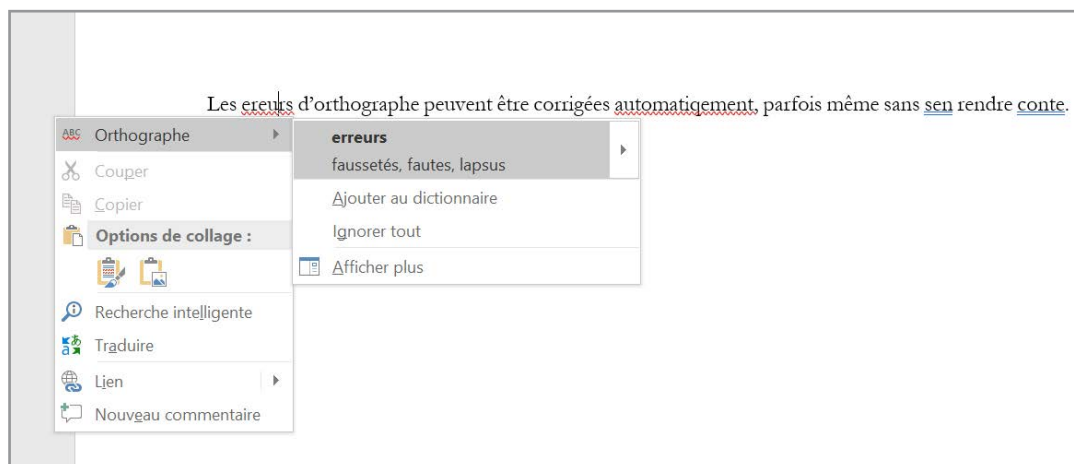 Les ereurs d’orthographe peuvent être corrigées automatiqement, parfois même sans sen rendre conte.
ABC Orthographe
Couper
Copier
Options de collage :
Recherche intelligente
Traduire
Lien
Nouveau commentaire
erreurs
faussetés, fautes, lapsus
Ajouter au dictionnaire
Ignorer tout
Afficher plus